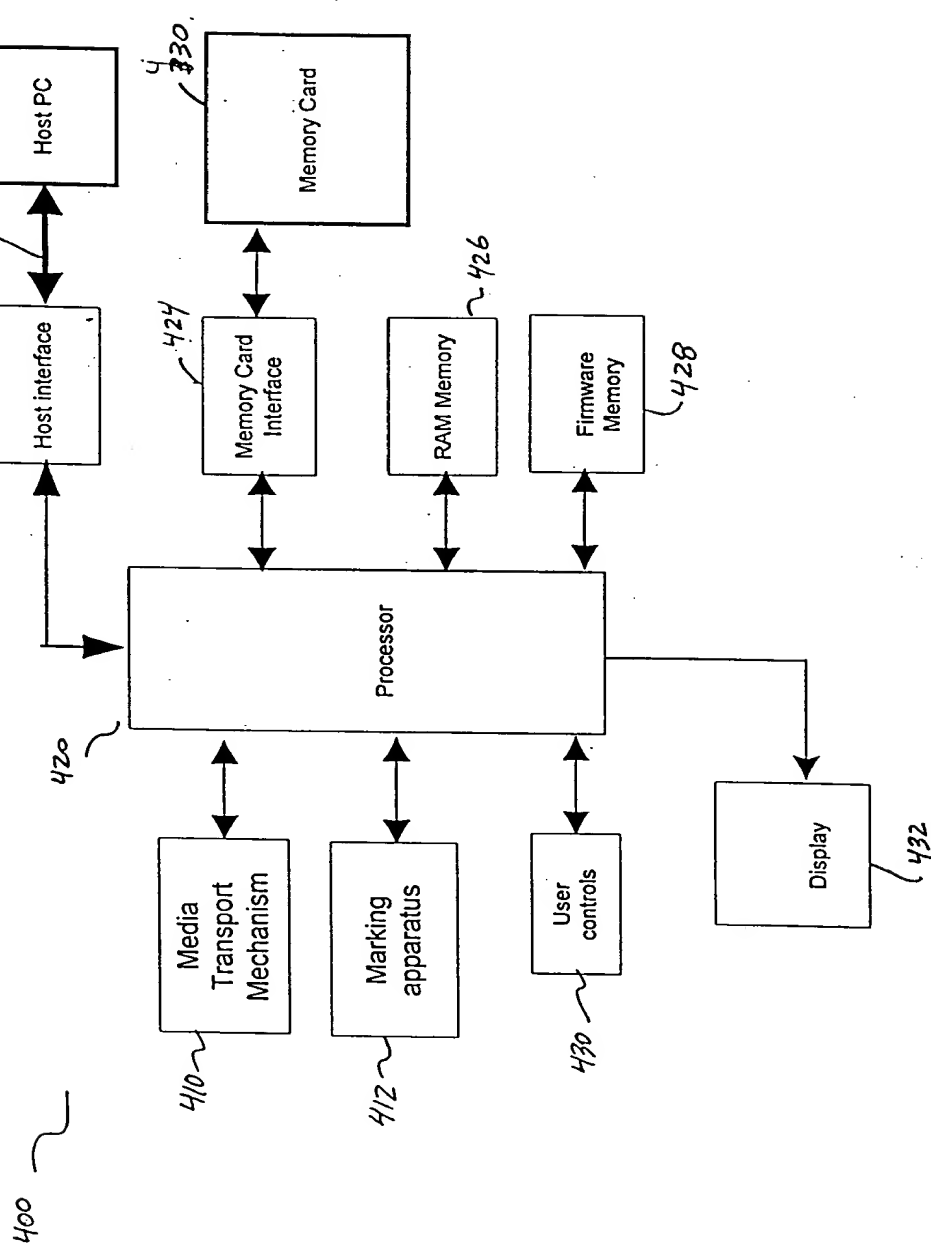 400
Host interface
Host PC
420
4
330.
424
410
Media
Transport
Mechanism
Memory Card
Interface
Memory Card
412
Marking
apparatus
Processor
RAM Memory
426
430
User
controls
Firmware
Memory
428
Display
432